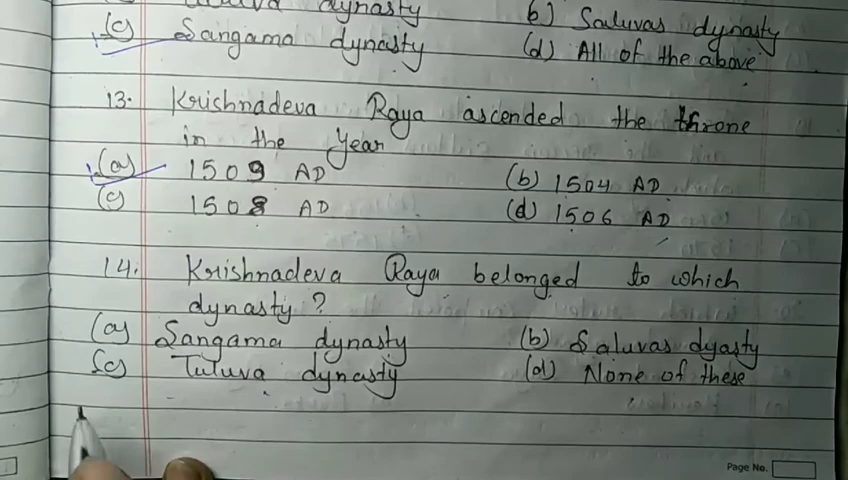 dynasty b) Saluvas dynasty
(c) Sangama dynasty (d) All of the above
13. Krishnadeva Raya ascended the throne
in the year
(a) 1509 AD (b) 1504 AD
(c) 1508 AD (d) 1506 AD
14. Krishnadeva Raya belonged to which
dynasty ?
(a) Sangama dynasty (b) Saluvas dyasty
(c) Tuluva dynasty (d) None of these
Page No.